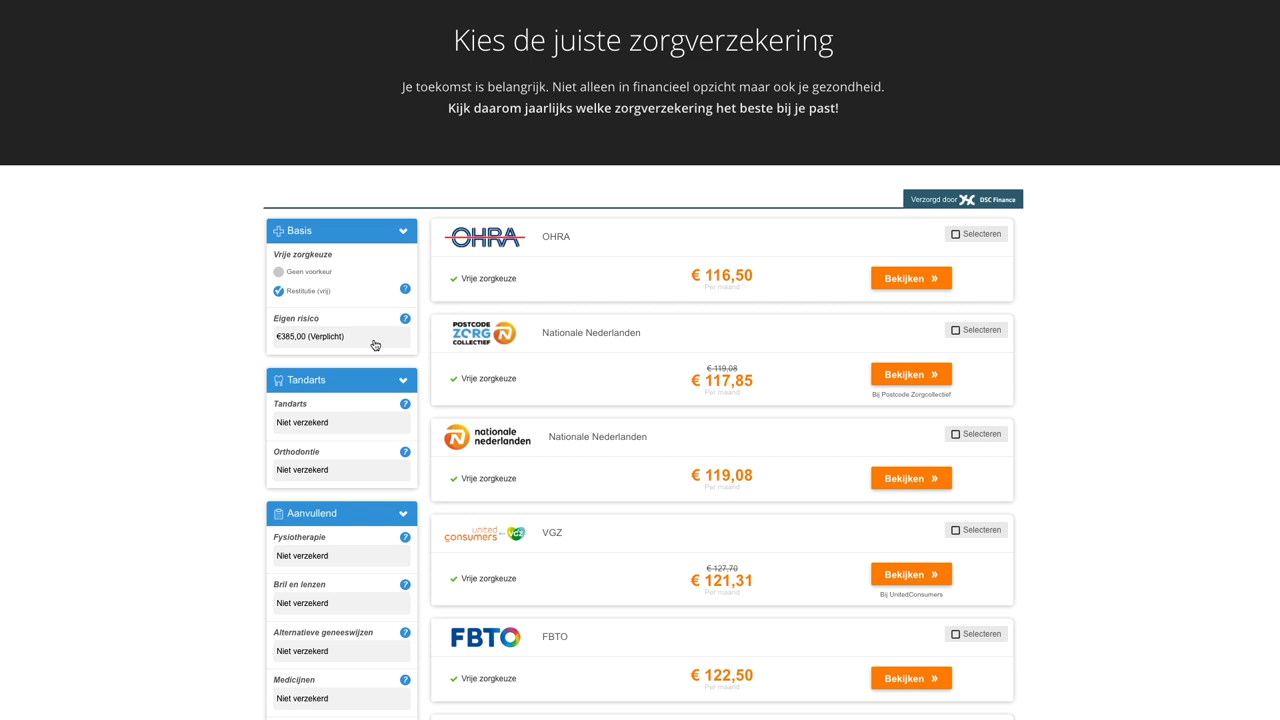 Kies de juiste zorgverzekering
Je toekomst is belangrijk. Niet alleen in financieel opzicht maar ook je gezondheid.
Kijk daarom jaarlijks welke zorgverzekering het beste bij je past!
Verzorgd door DSC Finance
Basis
Vrije zorgkeuze
Geen voorkeur
Restitutie (vrij)
?
Eigen risico ?
€385,00 (Verplicht)
Tandarts
Tandarts ?
Niet verzekerd
Orthodontie ?
Niet verzekerd
Aanvullend
Fysiotherapie ?
Niet verzekerd
Bril en lenzen ?
Niet verzekerd
Alternatieve geneeswijzen ?
Niet verzekerd
Medicijnen ?
Niet verzekerd
OHRA OHRA Selecteren
Vrije zorgkeuze € 116,50 Bekijken »
Per maand
POSTCODE
ZORG
COLLECTIEF
Nationale Nederlanden Selecteren
€ 119,08
Vrije zorgkeuze € 117,85 Bekijken »
Per maand
Bij Postcode Zorgcollectief
nationale
nederlanden
Nationale Nederlanden Selecteren
Vrije zorgkeuze € 119,08 Bekijken »
Per maand
united
consumers VGZ
VGZ Selecteren
€ 127,70
Vrije zorgkeuze € 121,31 Bekijken »
Per maand
Bij UnitedConsumers
FBTO FBTO Selecteren
Vrije zorgkeuze € 122,50 Bekijken »
Per maand